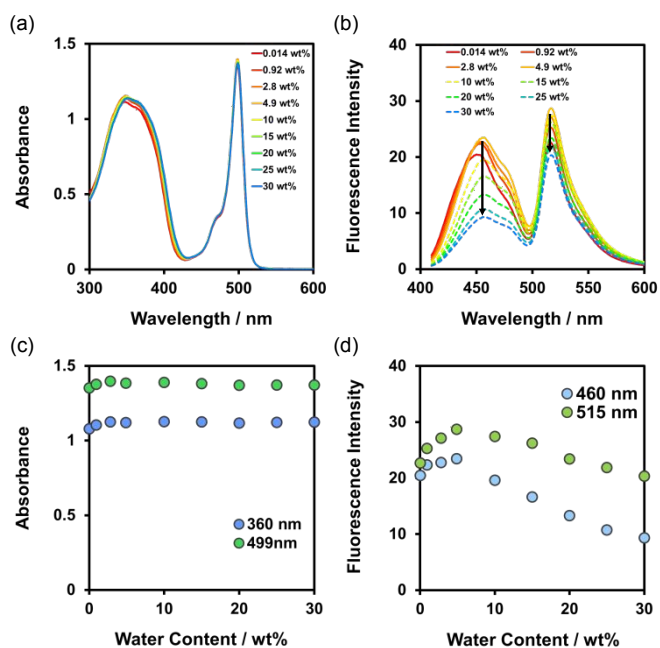 (a)
1.5
1
0.5
0
Absorbance
0.014 wt%
0.92 wt%
2.8 wt%
4.9 wt%
10 wt%
15 wt%
20 wt%
25 wt%
30 wt%
300 400 500 600
Wavelength / nm
(b)
40
30
20
10
0
Fluorescence Intensity
0.014 wt% 0.92 wt%
2.8 wt% 4.9 wt%
10 wt% 15 wt%
20 wt% 25 wt%
30 wt%
400 450 500 550 600
Wavelength / nm
(c)
1.5
1
1.5
0
Absorbance
360 nm
499nm
0 10 20 30
Water Content / wt%
(d)
40
30
20
10
0
Fluorescence Intensity
460 nm
515 nm
0 10 20 30
Water Content / wt%